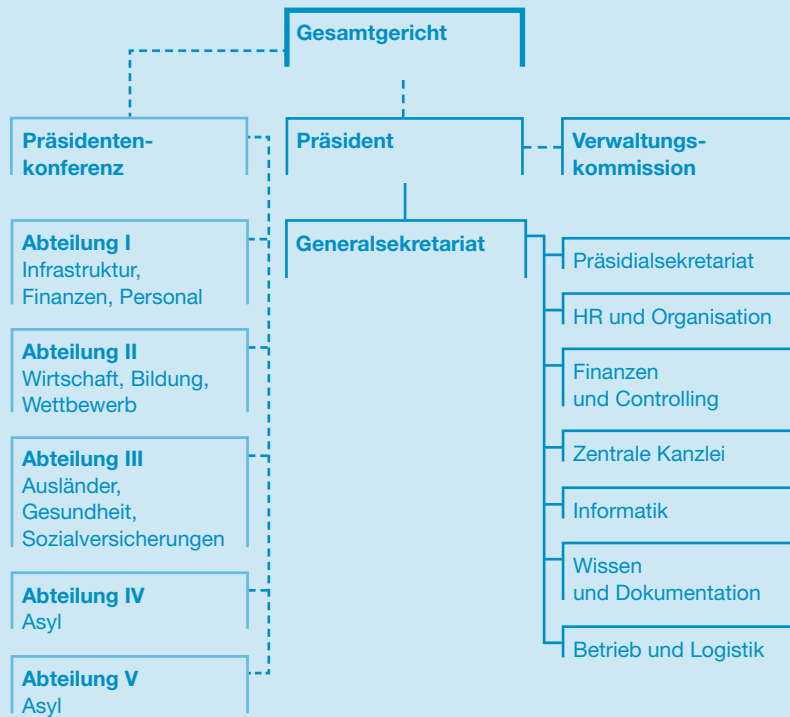 Gesamtgericht
Präsidenten-
konferenz
Präsident
Verwaltungs-
kommission
Abteilung I
Infrastruktur,
Finanzen, Personal
Abteilung II
Wirtschaft, Bildung,
Wettbewerb
Abteilung III
Ausländer,
Gesundheit,
Sozialversicherungen
Abteilung IV
Asyl
Abteilung V
Asyl
Generalsekretariat
Präsidialsekretariat
HR und Organisation
Finanzen
und Controlling
Zentrale Kanzlei
Informatik
Wissen
und Dokumentation
Betrieb und Logistik